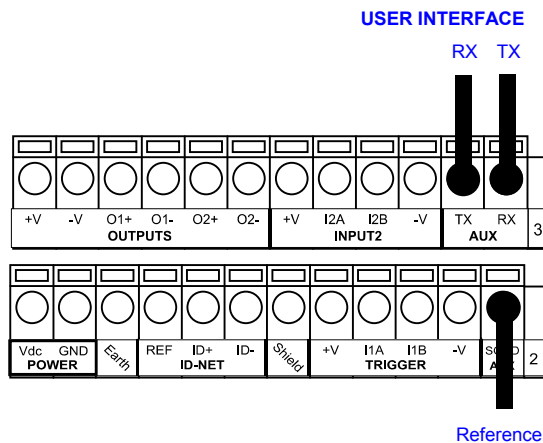 USER INTERFACE
RX TX
+V -V O1+ O1- O2+ O2- +V I2A I2B -V TX RX
OUTPUTS INPUT2 AUX 3
Vdc GND Earth REF ID+ ID- Shield +V I1A I1B -V
POWER ID-NET TRIGGER 2
Reference